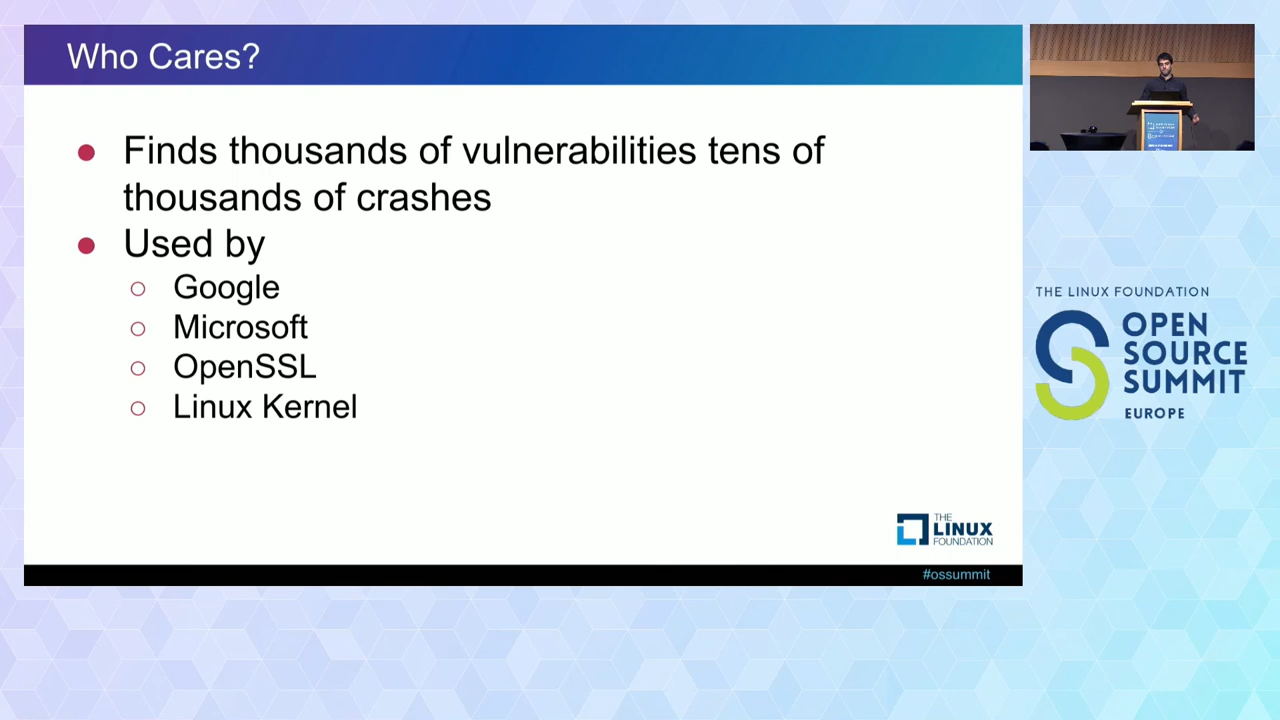 Who Cares?
● Finds thousands of vulnerabilities tens of
thousands of crashes
● Used by
○ Google
○ Microsoft
○ OpenSSL
○ Linux Kernel
THE
LINUX
FOUNDATION
#ossummit
THE LINUX FOUNDATION
OPEN
SOURCE
SUMMIT
EUROPE